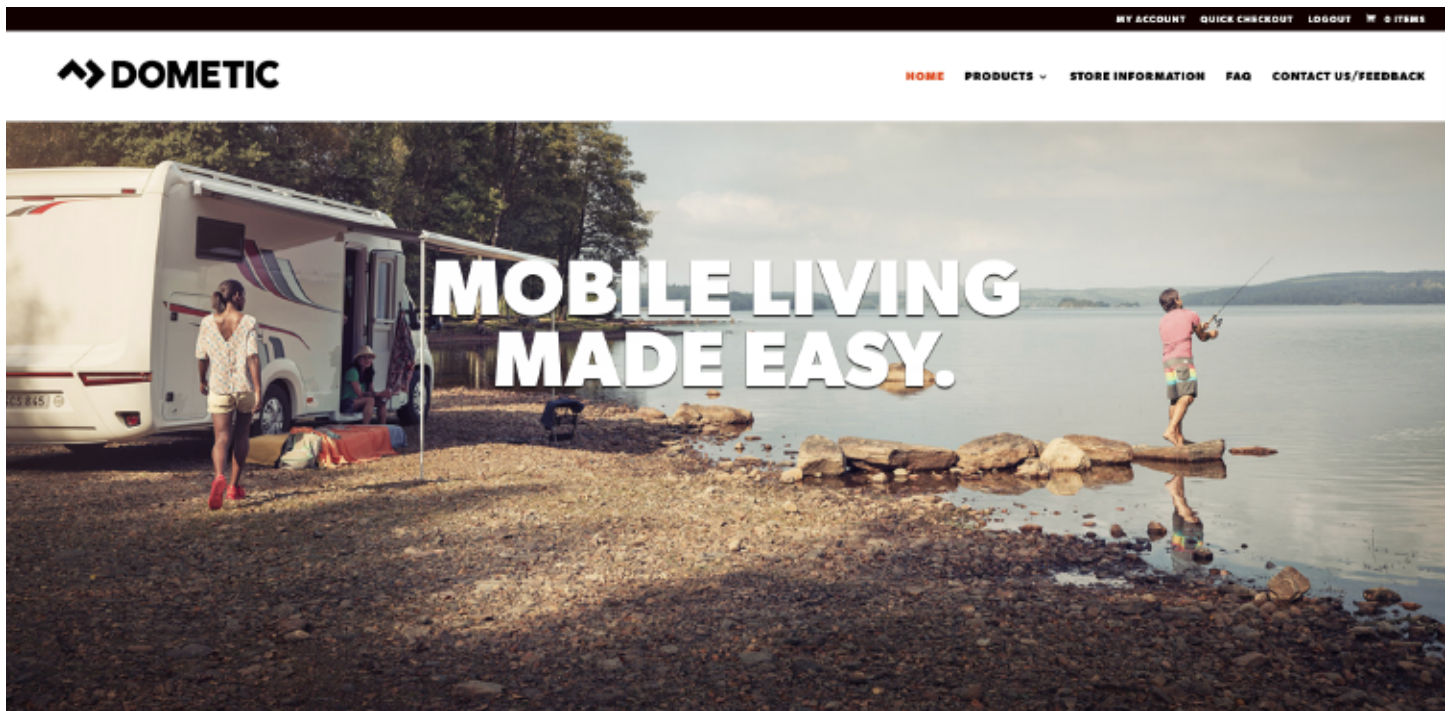 MY ACCOUNT QUICK CHECKOUT LOGOUT 0 ITEMS
DOMETIC
HOME PRODUCTS STORE INFORMATION FAQ CONTACT US/FEEDBACK
MOBILE LIVING
MADE EASY.